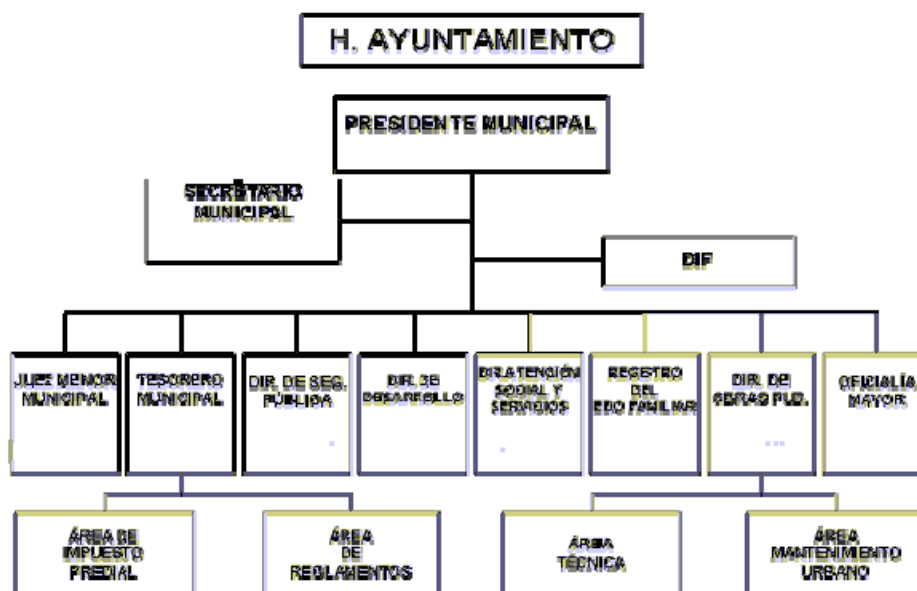 H. AYUNTAMIENTO
PRESIDENTE MUNICIPAL
SECRETARIO
MUNICIPAL
DIF
JUEZ MENOR
MUNICIPAL
TESORERO
MUNICIPAL
DIR. DE SEG.
PÚBLICA
DIR. DE
DESARROLLO
DIR.ATENCIÓN
SOCIAL Y
SERVICIOS
REGISTRO
DEL
EDO FAMILIAR
DIR. DE
OBRAS PUB.
OFICIALÍA
MAYOR
ÁREA DE
IMPUESTO
PREDIAL
ÁREA
DE
REGLAMENTOS
ÁREA
TÉCNICA
ÁREA
MANTENIMIENTO
URBANO